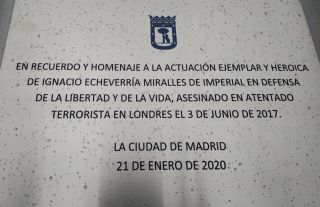 EN RECUERDO Y HOMENAJE A LA ACTUACIÓN EJEMPLAR Y HEROICA
DE IGNACIO ECHEVERRÍA MIRALLES DE IMPERIAL EN DEFENSA
DE LA LIBERTAD Y DE LA VIDA, ASESINADO EN ATENTADO
TERRORISTA EN LONDRES EL 3 DE JUNIO DE 2017.
LA CIUDAD DE MADRID
21 DE ENERO DE 2020